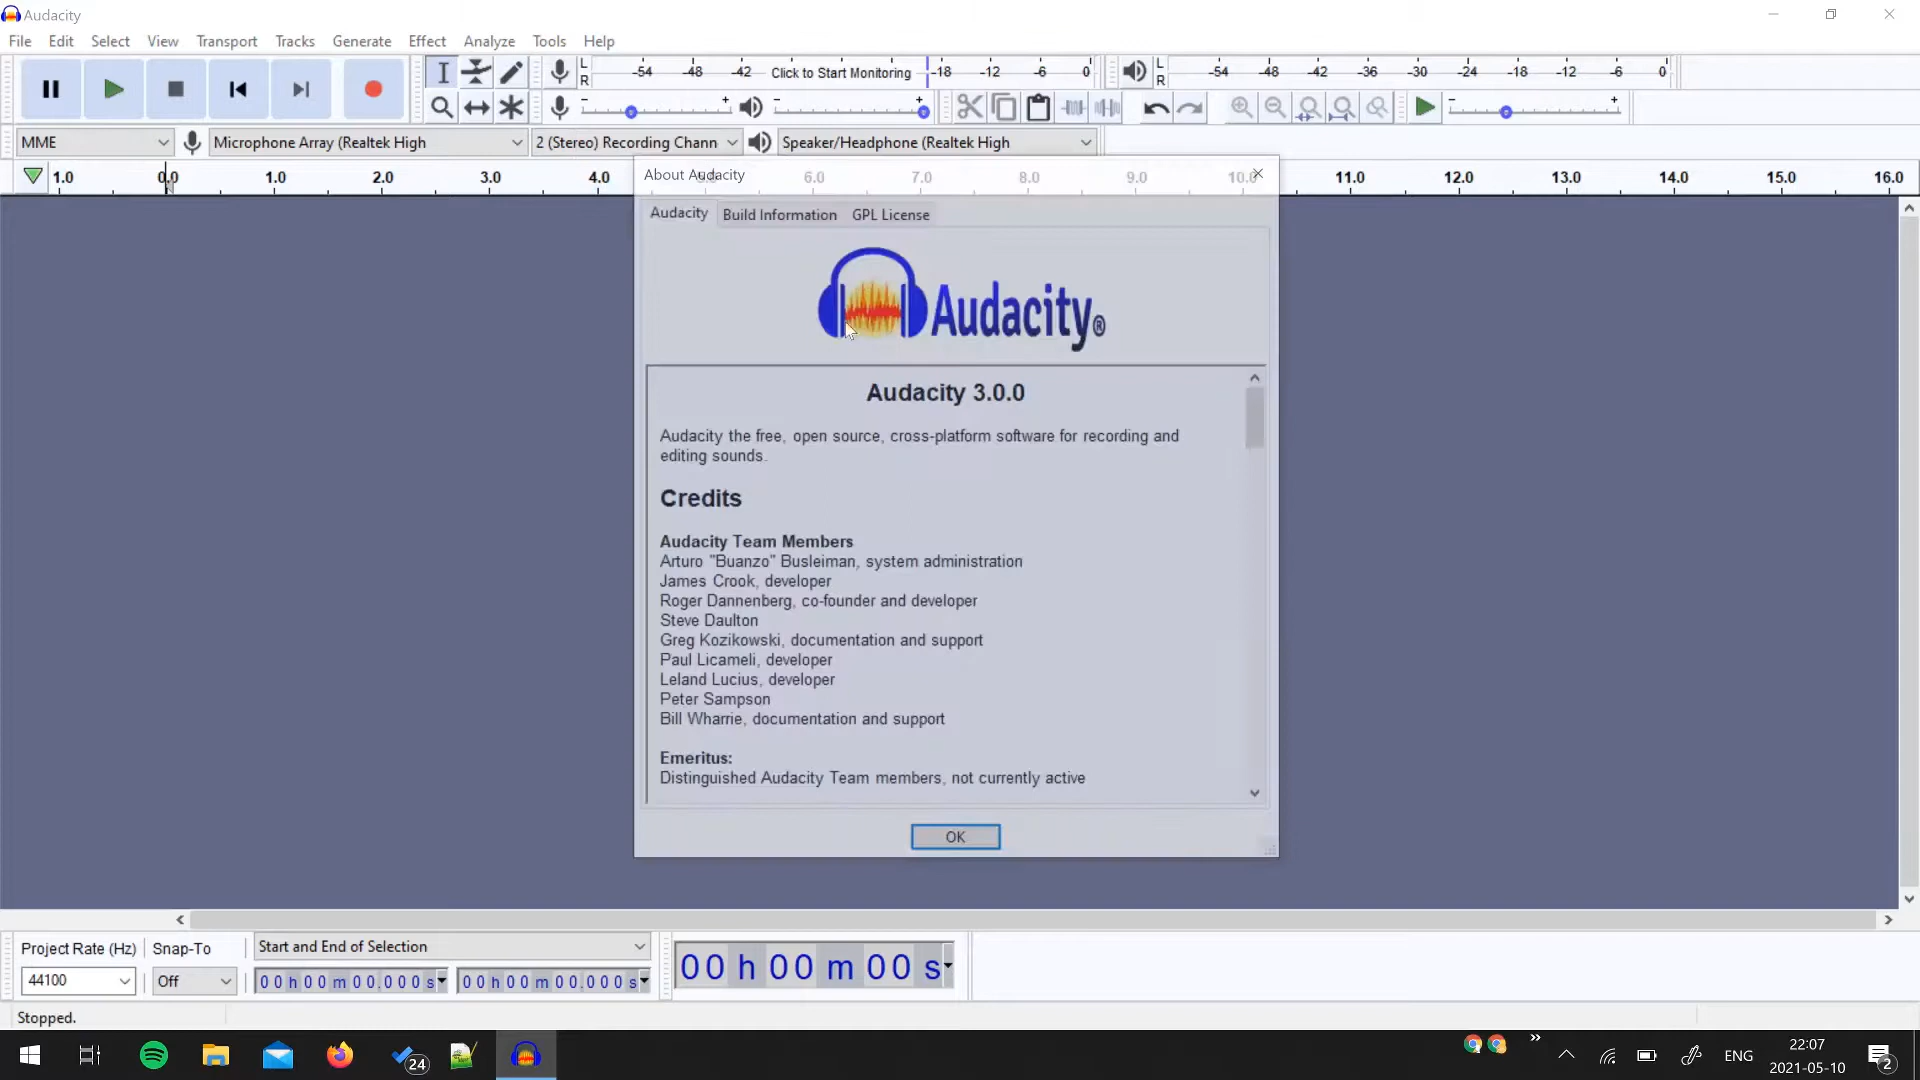 Audacity
File Edit Select View Transport Tracks Generate Effect Analyze Tools Help
L
R
-54 -48 -42 Click to Start Monitoring -18 -12 -6 0
L
R
-54 -48 -42 -36 -30 -24 -18 -12 -6 0
- +
- +
- +
MME
Microphone Array (Realtek High
2 (Stereo) Recording Chann
Speaker/Headphone (Realtek High
1.0 0.0 1.0 2.0 3.0 4.0 5.0 6.0 7.0 8.0 9.0 10.0 11.0 12.0 13.0 14.0 15.0 16.0
About Audacity
Audacity Build Information GPL License
Audacity®
Audacity 3.0.0
Audacity the free, open source, cross-platform software for recording and
editing sounds.
Credits
Audacity Team Members
Arturo "Buanzo" Busleiman, system administration
James Crook, developer
Roger Dannenberg, co-founder and developer
Steve Daulton
Greg Kozikowski, documentation and support
Paul Licameli, developer
Leland Lucius, developer
Peter Sampson
Bill Wharrie, documentation and support
Emeritus:
Distinguished Audacity Team members, not currently active
OK
Project Rate (Hz) Snap-To Start and End of Selection
44100 Off 00 h 00 m 00.000 s 00 h 00 m 00.000 s
00 h 00 m 00 s
Stopped.
24
ENG
22:07
2021-05-10
2